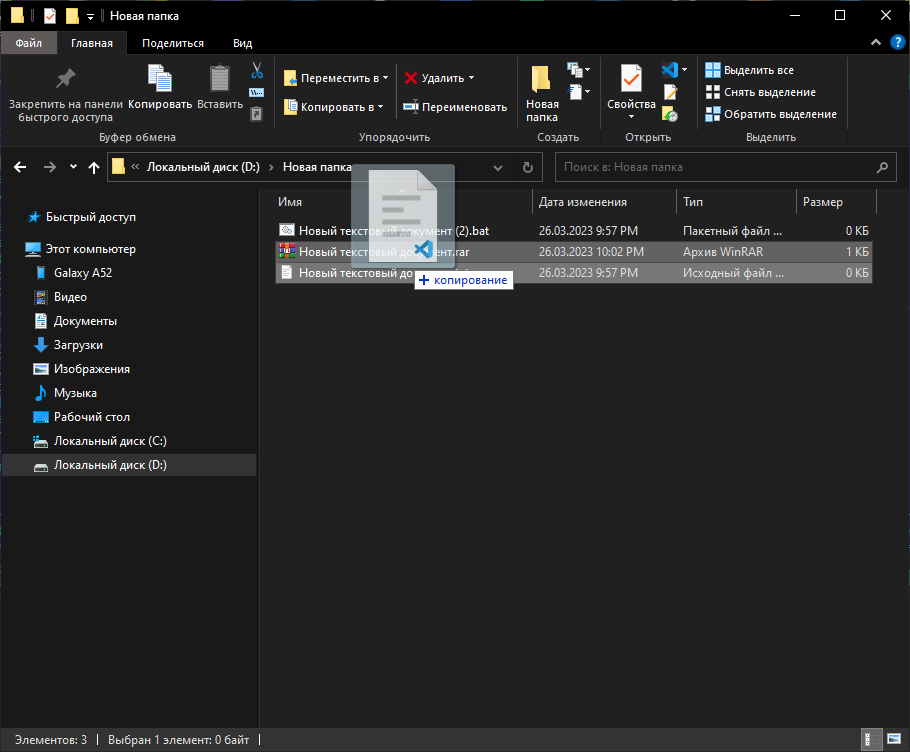 Новая папка
Файл Главная Поделиться Вид
Закрепить на панели быстрого доступа
Копировать
Вставить
Переместить в
Копировать в
Удалить
Переименовать
Новая папка
Свойства
Выделить все
Снять выделение
Обратить выделение
Буфер обмена Упорядочить Создать Открыть Выделить
« Локальный диск (D:) › Новая папка
Поиск в: Новая папка
Имя Дата изменения Тип Размер
Новый текстовый документ (2).bat 26.03.2023 9:57 PM Пакетный файл ... 0 КБ
Новый текстовый документ.rar 26.03.2023 10:02 PM Архив WinRAR 1 КБ
Новый текстовый 26.03.2023 9:57 PM Исходный файл ... 0 КБ
+ копирование
Быстрый доступ
Этот компьютер
Galaxy A52
Видео
Документы
Загрузки
Изображения
Музыка
Рабочий стол
Локальный диск (C:)
Локальный диск (D:)
Элементов: 3 Выбран 1 элемент: 0 байт